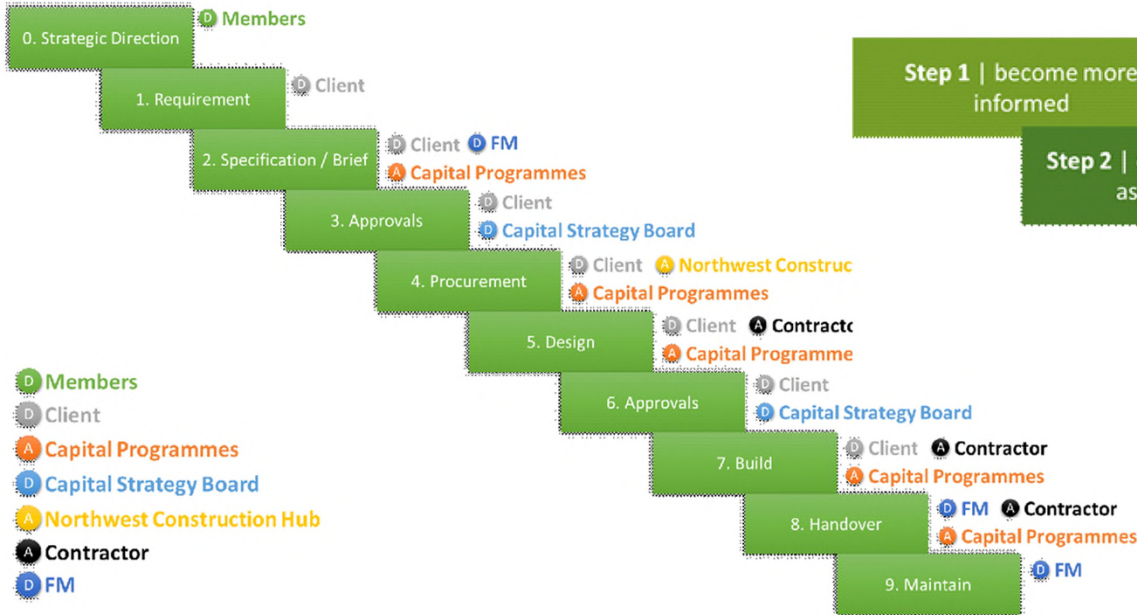 0. Strategic Direction
D Members
1. Requirement
D Client
2. Specification / Brief
D Client D FM
A Capital Programmes
3. Approvals
D Client
D Capital Strategy Board
4. Procurement
D Client A Northwest Construc
A Capital Programmes
5. Design
D Client A Contractc
A Capital Programme
6. Approvals
D Client
D Capital Strategy Board
7. Build
D Client A Contractor
A Capital Programmes
8. Handover
D FM A Contractor
A Capital Programmes
9. Maintain
D FM
Step 1 | become more
informed
Step 2 |
as
D Members
D Client
A Capital Programmes
D Capital Strategy Board
A Northwest Construction Hub
A Contractor
D FM